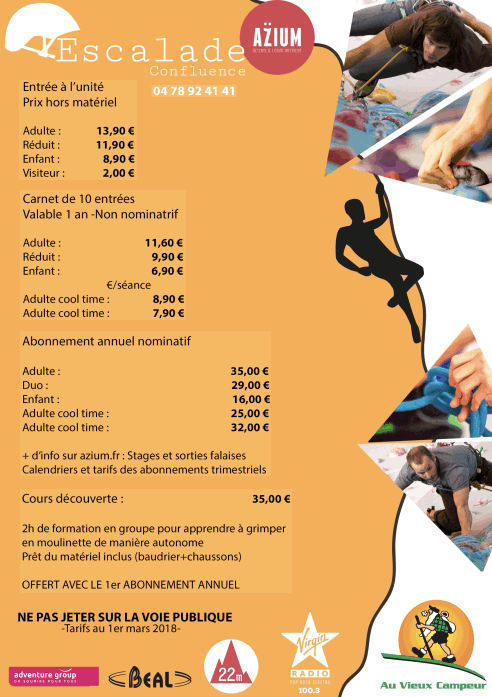 Escalade
Confluence
AZIUM
04 78 92 41 41
Entrée à l'unité
Prix hors matériel
Adulte : 13,90 €
Réduit : 11,90 €
Enfant : 8,90 €
Visiteur : 2,00 €
Carnet de 10 entrées
Valable 1 an -Non nominatrif
Adulte : 11,60 €
Réduit : 9,90 €
Enfant : 6,90 €
€/séance
Adulte cool time : 8,90 €
Adulte cool time : 7,90 €
Abonnement annuel nominatif
Adulte : 35,00 €
Duo : 29,00 €
Enfant : 16,00 €
Adulte cool time : 25,00 €
Adulte cool time : 32,00 €
+ d'info sur azium.fr : Stages et sorties falaises
Calendriers et tarifs des abonnements trimestriels
Cours découverte : 35,00 €
2h de formation en groupe pour apprendre à grimper
en moulinette de manière autonome
Prêt du matériel inclus (baudrier+chaussons)
OFFERT AVEC LE 1er ABONNEMENT ANNUEL
NE PAS JETER SUR LA VOIE PUBLIQUE
-Tarifs au 1er mars 2018-
adventure group
DU SOURIRE POUR TOUS
BEAL
22m
Virgin
RADIO
POP ROCK ELECTRO
100.3
Au Vieux Campeur